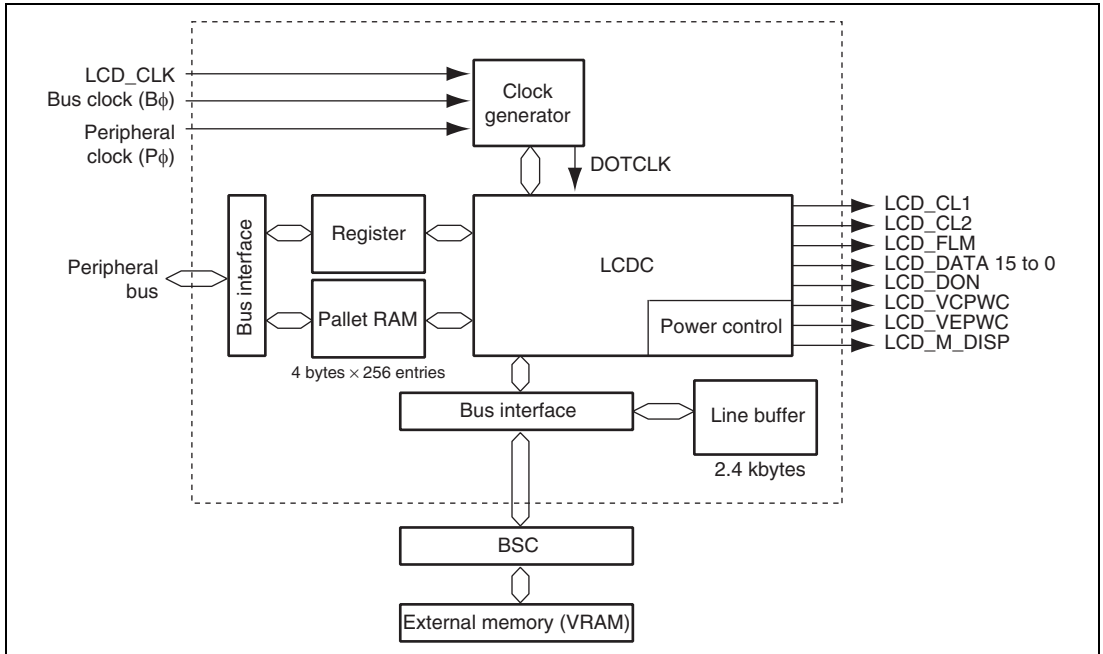 LCD_CLK
Bus clock (Bϕ)
Peripheral
clock (Pϕ)
Clock
generator
DOTCLK
Peripheral
bus
Bus interface
Register
Pallet RAM
4 bytes × 256 entries
LCDC
Power control
LCD_CL1
LCD_CL2
LCD_FLM
LCD_DATA 15 to 0
LCD_DON
LCD_VCPWC
LCD_VEPWC
LCD_M_DISP
Bus interface
Line buffer
2.4 kbytes
BSC
External memory (VRAM)